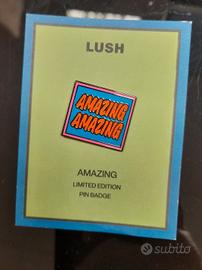 LUSH
AMAZING
AMAZING
AMAZING
LIMITED EDITION
PIN BADGE
subito